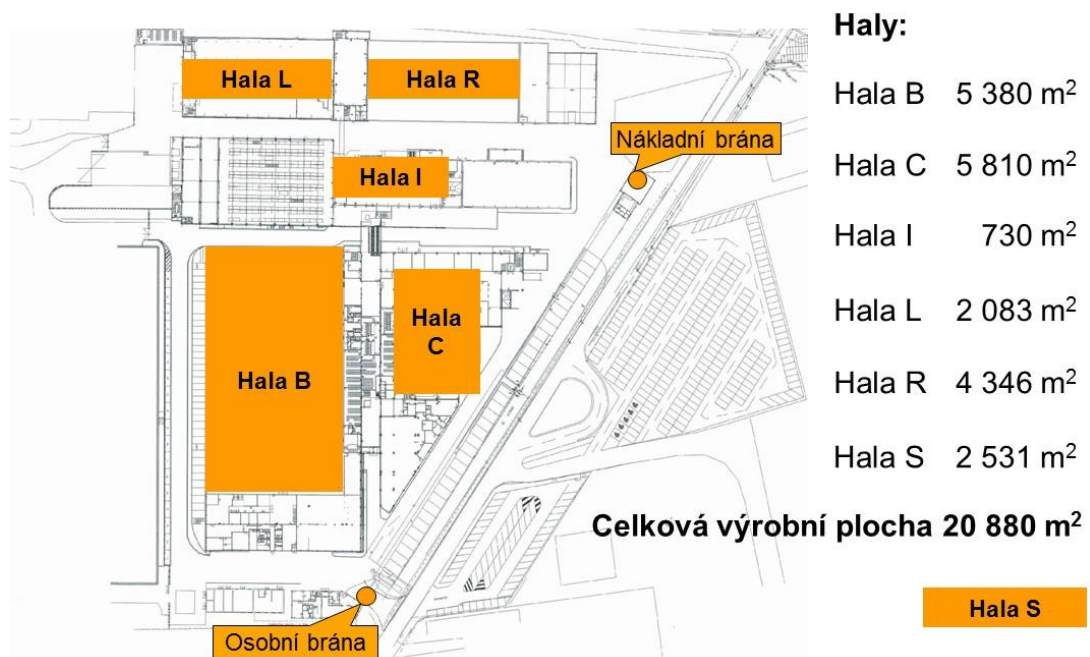 Haly:
Hala L
Hala R
Hala B 5 380 m²
Nákladní brána
Hala C 5 810 m²
Hala I
Hala I 730 m²
Hala C
Hala L 2 083 m²
Hala B
Hala R 4 346 m²
Hala S 2 531 m²
Celková výrobní plocha 20 880 m²
Hala S
Osobní brána